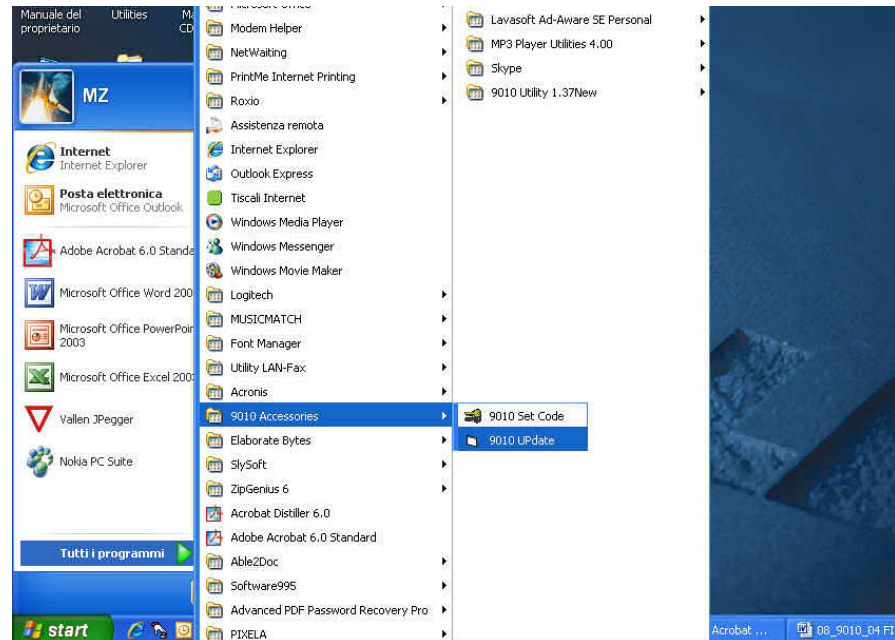 Manuale del proprietario
Utilities
MZ
Internet
Internet Explorer
Posta elettronica
Microsoft Office Outlook
Adobe Acrobat 6.0 Standa
Microsoft Office Word 200
Microsoft Office PowerPoin
2003
Microsoft Office Excel 200
Vallen JPegger
Nokia PC Suite
Tutti i programmi
start
Modem Helper
NetWaiting
PrintMe Internet Printing
Roxio
Assistenza remota
Internet Explorer
Outlook Express
Tiscali Internet
Windows Media Player
Windows Messenger
Windows Movie Maker
Logitech
MUSICMATCH
Font Manager
Utility LAN-Fax
Acronis
9010 Accessories
Elaborate Bytes
SlySoft
ZipGenius 6
Acrobat Distiller 6.0
Adobe Acrobat 6.0 Standard
Able2Doc
Software995
Advanced PDF Password Recovery Pro
PIXELA
Lavasoft Ad-Aware SE Personal
MP3 Player Utilities 4.00
Skype
9010 Utility 1.37New
9010 Set Code
9010 UPdate
Acrobat ...
08_9010_04 FI